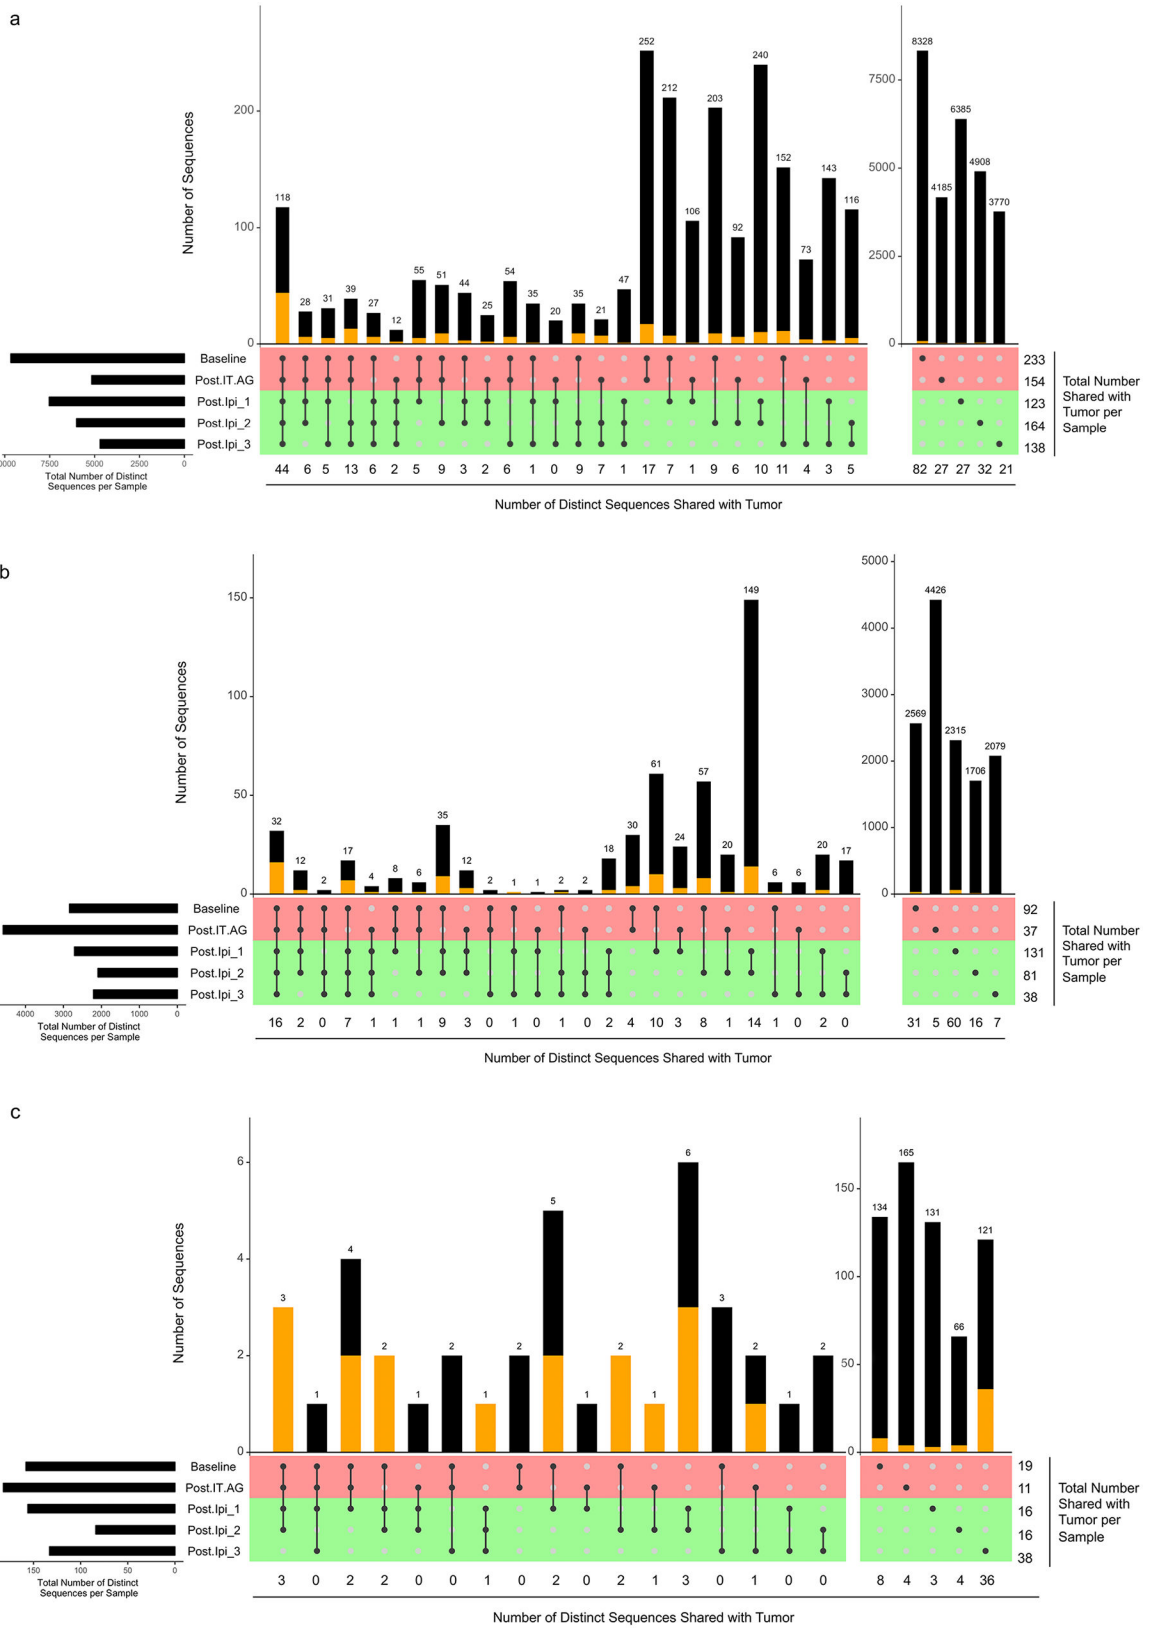 a
Number of Sequences
200
100
0
118
28
31
39
27
12
55
51
44
25
54
35
20
35
21
47
252
212
106
203
92
240
152
73
143
116
7500
5000
2500
0
8328
4185
6385
4908
3770
Baseline
Post.IT.AG
Post.Ipi_1
Post.Ipi_2
Post.Ipi_3
233
154
123
164
138
Total Number
Shared with
Tumor per
Sample
0000 7500 5000 2500 0
Total Number of Distinct
Sequences per Sample
44 6 5 13 6 2 5 9 3 2 6 1 0 9 7 1 17 7 1 9 6 10 11 4 3 5
82 27 27 32 21
Number of Distinct Sequences Shared with Tumor
b
Number of Sequences
150
100
50
0
32
12
2
17
4
8
6
35
12
2
1
1
2
2
18
30
61
24
57
20
149
6
6
20
17
5000
4000
3000
2000
1000
0
2569
4426
2315
1706
2079
Baseline
Post.IT.AG
Post.Ipi_1
Post.Ipi_2
Post.Ipi_3
92
37
131
81
38
Total Number
Shared with
Tumor per
Sample
4000 3000 2000 1000 0
Total Number of Distinct
Sequences per Sample
16 2 0 7 1 1 1 9 3 0 1 0 1 0 2 4 10 3 8 1 14 1 0 2 0
31 5 60 16 7
Number of Distinct Sequences Shared with Tumor
c
Number of Sequences
6
4
2
0
3
1
4
2
1
2
1
2
5
1
2
1
6
3
2
1
2
150
100
50
0
134
165
131
66
121
Baseline
Post.IT.AG
Post.Ipi_1
Post.Ipi_2
Post.Ipi_3
19
11
16
16
38
Total Number
Shared with
Tumor per
Sample
150 100 50 0
Total Number of Distinct
Sequences per Sample
3 0 2 2 0 0 1 0 2 0 2 1 3 0 1 0 0
8 4 3 4 36
Number of Distinct Sequences Shared with Tumor